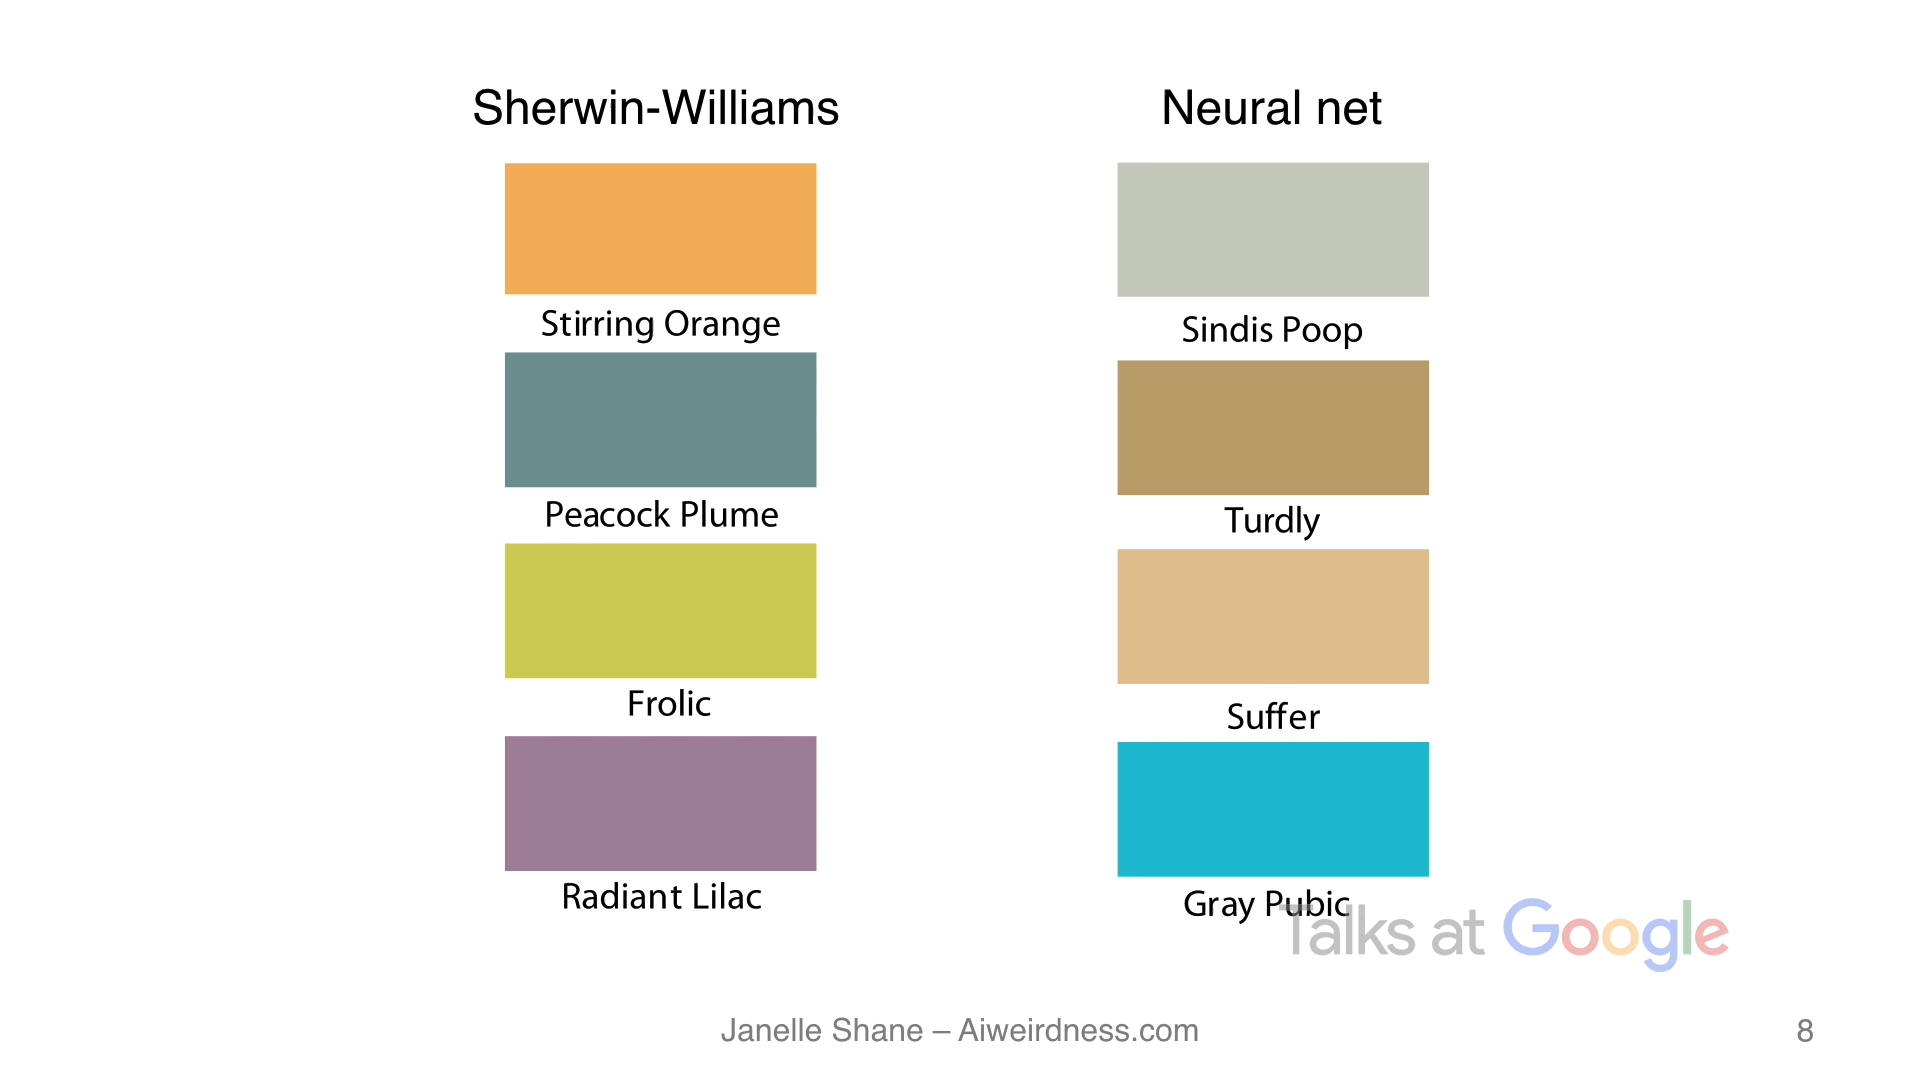 Sherwin-Williams
Stirring Orange
Peacock Plume
Frolic
Radiant Lilac
Neural net
Sindis Poop
Turdly
Suffer
Gray Pubic
Talks at Google
Janelle Shane – Aiweirdness.com
8